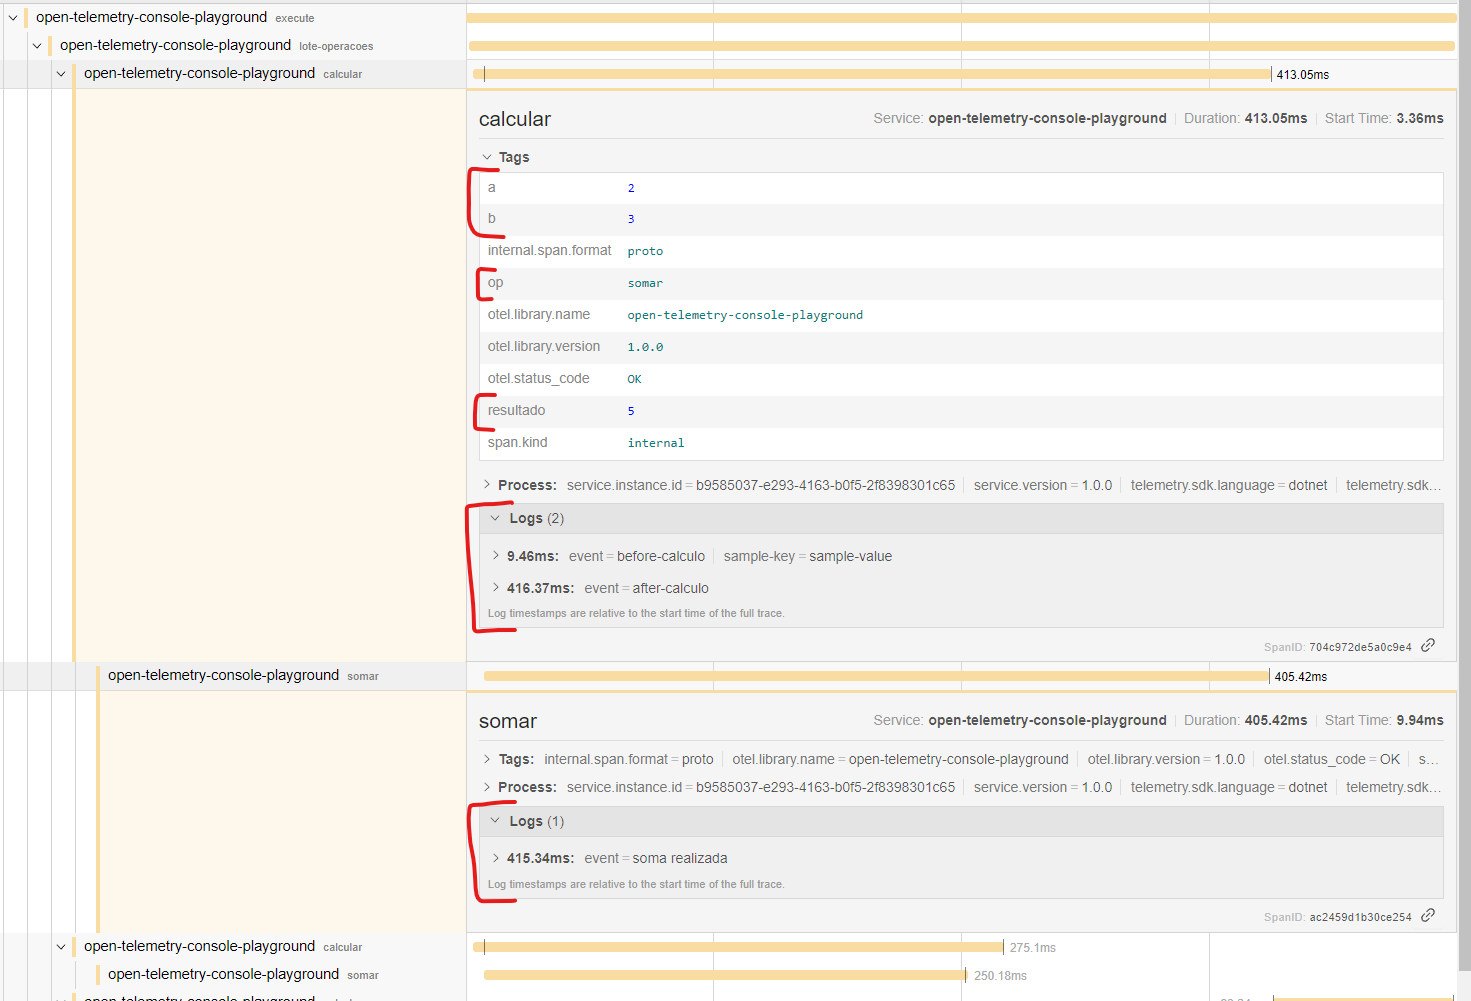 open-telemetry-console-playground execute
open-telemetry-console-playground lote-operacoes
open-telemetry-console-playground calcular 413.05ms
calcular Service: open-telemetry-console-playground Duration: 413.05ms Start Time: 3.36ms
Tags
a 2
b 3
internal.span.format proto
op somar
otel.library.name open-telemetry-console-playground
otel.library.version 1.0.0
otel.status_code OK
resultado 5
span.kind internal
Process: service.instance.id = b9585037-e293-4163-b0f5-2f8398301c65 service.version = 1.0.0 telemetry.sdk.language = dotnet telemetry.sdk...
Logs (2)
9.46ms: event = before-calculo sample-key = sample-value
416.37ms: event = after-calculo
Log timestamps are relative to the start time of the full trace.
SpanID: 704c972de5a0c9e4
open-telemetry-console-playground somar 405.42ms
somar Service: open-telemetry-console-playground Duration: 405.42ms Start Time: 9.94ms
Tags: internal.span.format = proto otel.library.name = open-telemetry-console-playground otel.library.version = 1.0.0 otel.status_code = OK s...
Process: service.instance.id = b9585037-e293-4163-b0f5-2f8398301c65 service.version = 1.0.0 telemetry.sdk.language = dotnet telemetry.sdk...
Logs (1)
415.34ms: event = soma realizada
Log timestamps are relative to the start time of the full trace.
SpanID: ac2459d1b30ce254
open-telemetry-console-playground calcular 275.1ms
open-telemetry-console-playground somar 250.18ms
open-telemetry-console-playground